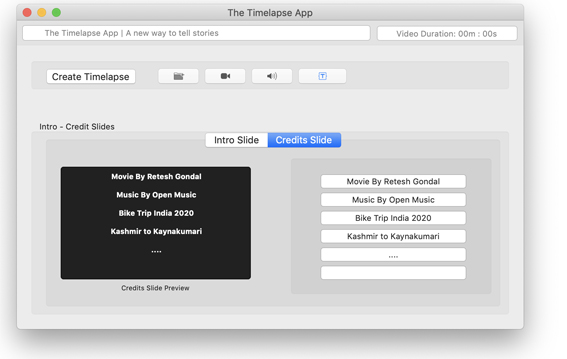 The Timelapse App
The Timelapse App | A new way to tell stories
Video Duration: 00m : 00s
Create Timelapse
T
Intro - Credit Slides
Intro Slide
Credits Slide
Movie By Retesh Gondal
Music By Open Music
Bike Trip India 2020
Kashmir to Kaynakumari
....
Credits Slide Preview
Movie By Retesh Gondal
Music By Open Music
Bike Trip India 2020
Kashmir to Kaynakumari
....